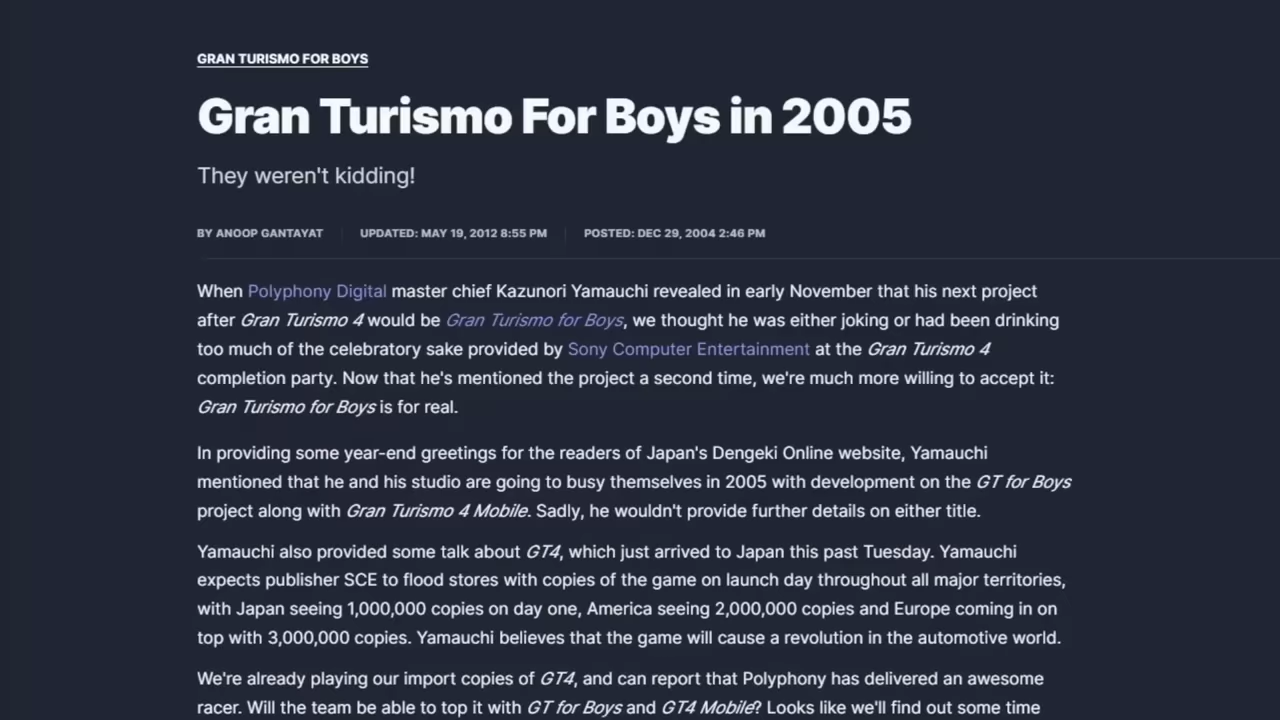 GRAN TURISMO FOR BOYS
Gran Turismo For Boys in 2005
They weren't kidding!
BY ANOOP GANTAYAT UPDATED: MAY 19, 2012 8:55 PM POSTED: DEC 29, 2004 2:46 PM
When Polyphony Digital master chief Kazunori Yamauchi revealed in early November that his next project
after Gran Turismo 4 would be Gran Turismo for Boys, we thought he was either joking or had been drinking
too much of the celebratory sake provided by Sony Computer Entertainment at the Gran Turismo 4
completion party. Now that he's mentioned the project a second time, we're much more willing to accept it:
Gran Turismo for Boys is for real.
In providing some year-end greetings for the readers of Japan's Dengeki Online website, Yamauchi
mentioned that he and his studio are going to busy themselves in 2005 with development on the GT for Boys
project along with Gran Turismo 4 Mobile. Sadly, he wouldn't provide further details on either title.
Yamauchi also provided some talk about GT4, which just arrived to Japan this past Tuesday. Yamauchi
expects publisher SCE to flood stores with copies of the game on launch day throughout all major territories,
with Japan seeing 1,000,000 copies on day one, America seeing 2,000,000 copies and Europe coming in on
top with 3,000,000 copies. Yamauchi believes that the game will cause a revolution in the automotive world.
We're already playing our import copies of GT4, and can report that Polyphony has delivered an awesome
racer. Will the team be able to top it with GT for Boys and GT4 Mobile? Looks like we'll find out some time